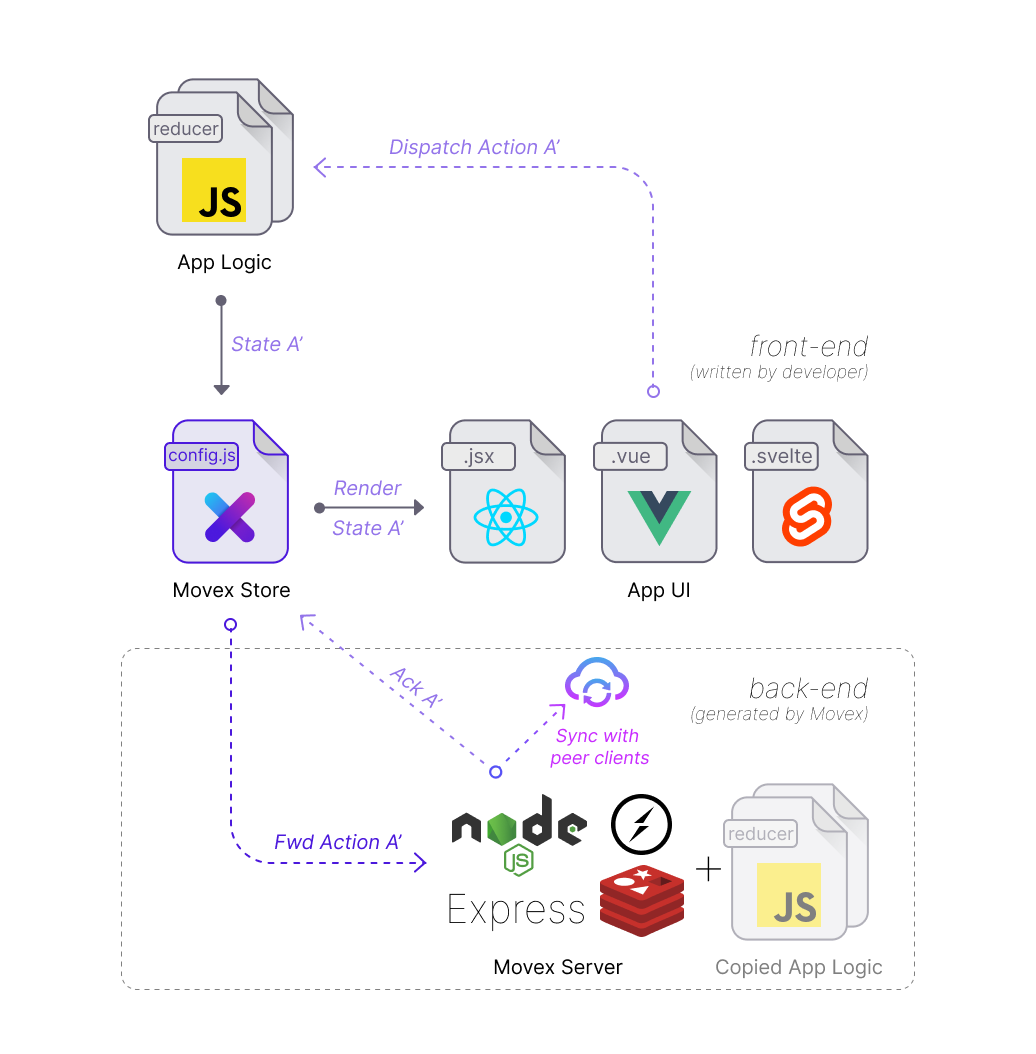 reducer
JS
App Logic
Dispatch Action A’
State A’
front-end
(written by developer)
config.js
.jsx
.vue
.svelte
Render
State A’
Movex Store
App UI
Ack A’
back-end
(generated by Movex)
Sync with
peer clients
Fwd Action A’
node
JS
Express
+
reducer
JS
Movex Server
Copied App Logic